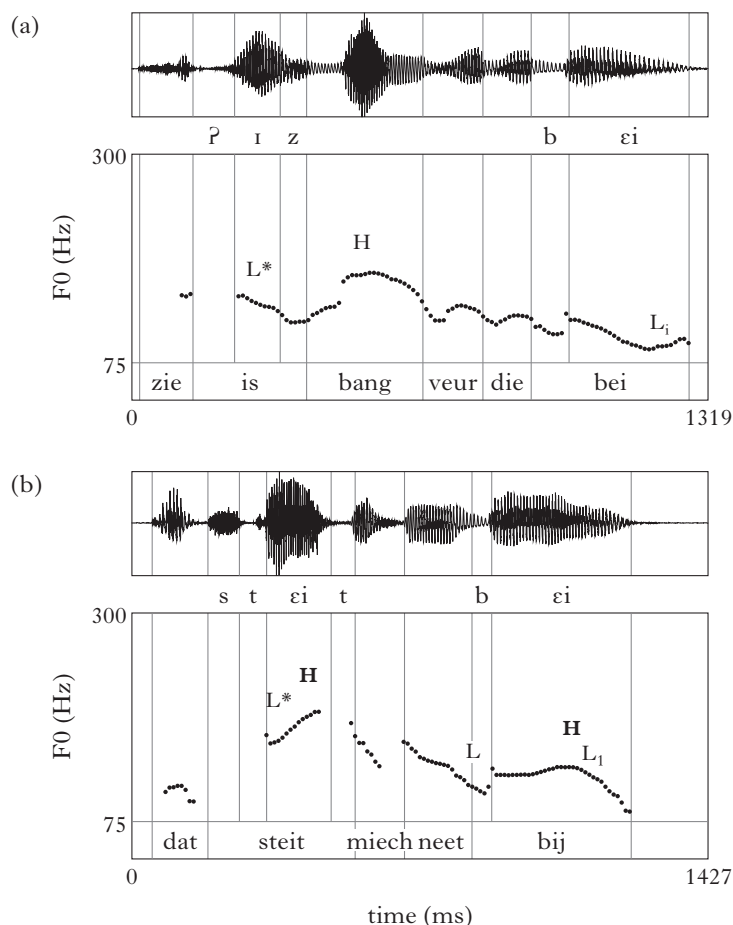 (a)
ʔ ɪ z b ɛi
300
H
L*
F0 (Hz)
Lᵢ
75
zie is bang veur die bei
0 1319
(b)
s t ɛi t b ɛi
300
H
L* H
L L₁
F0 (Hz)
75
dat steit miech neet bij
0 1427
time (ms)